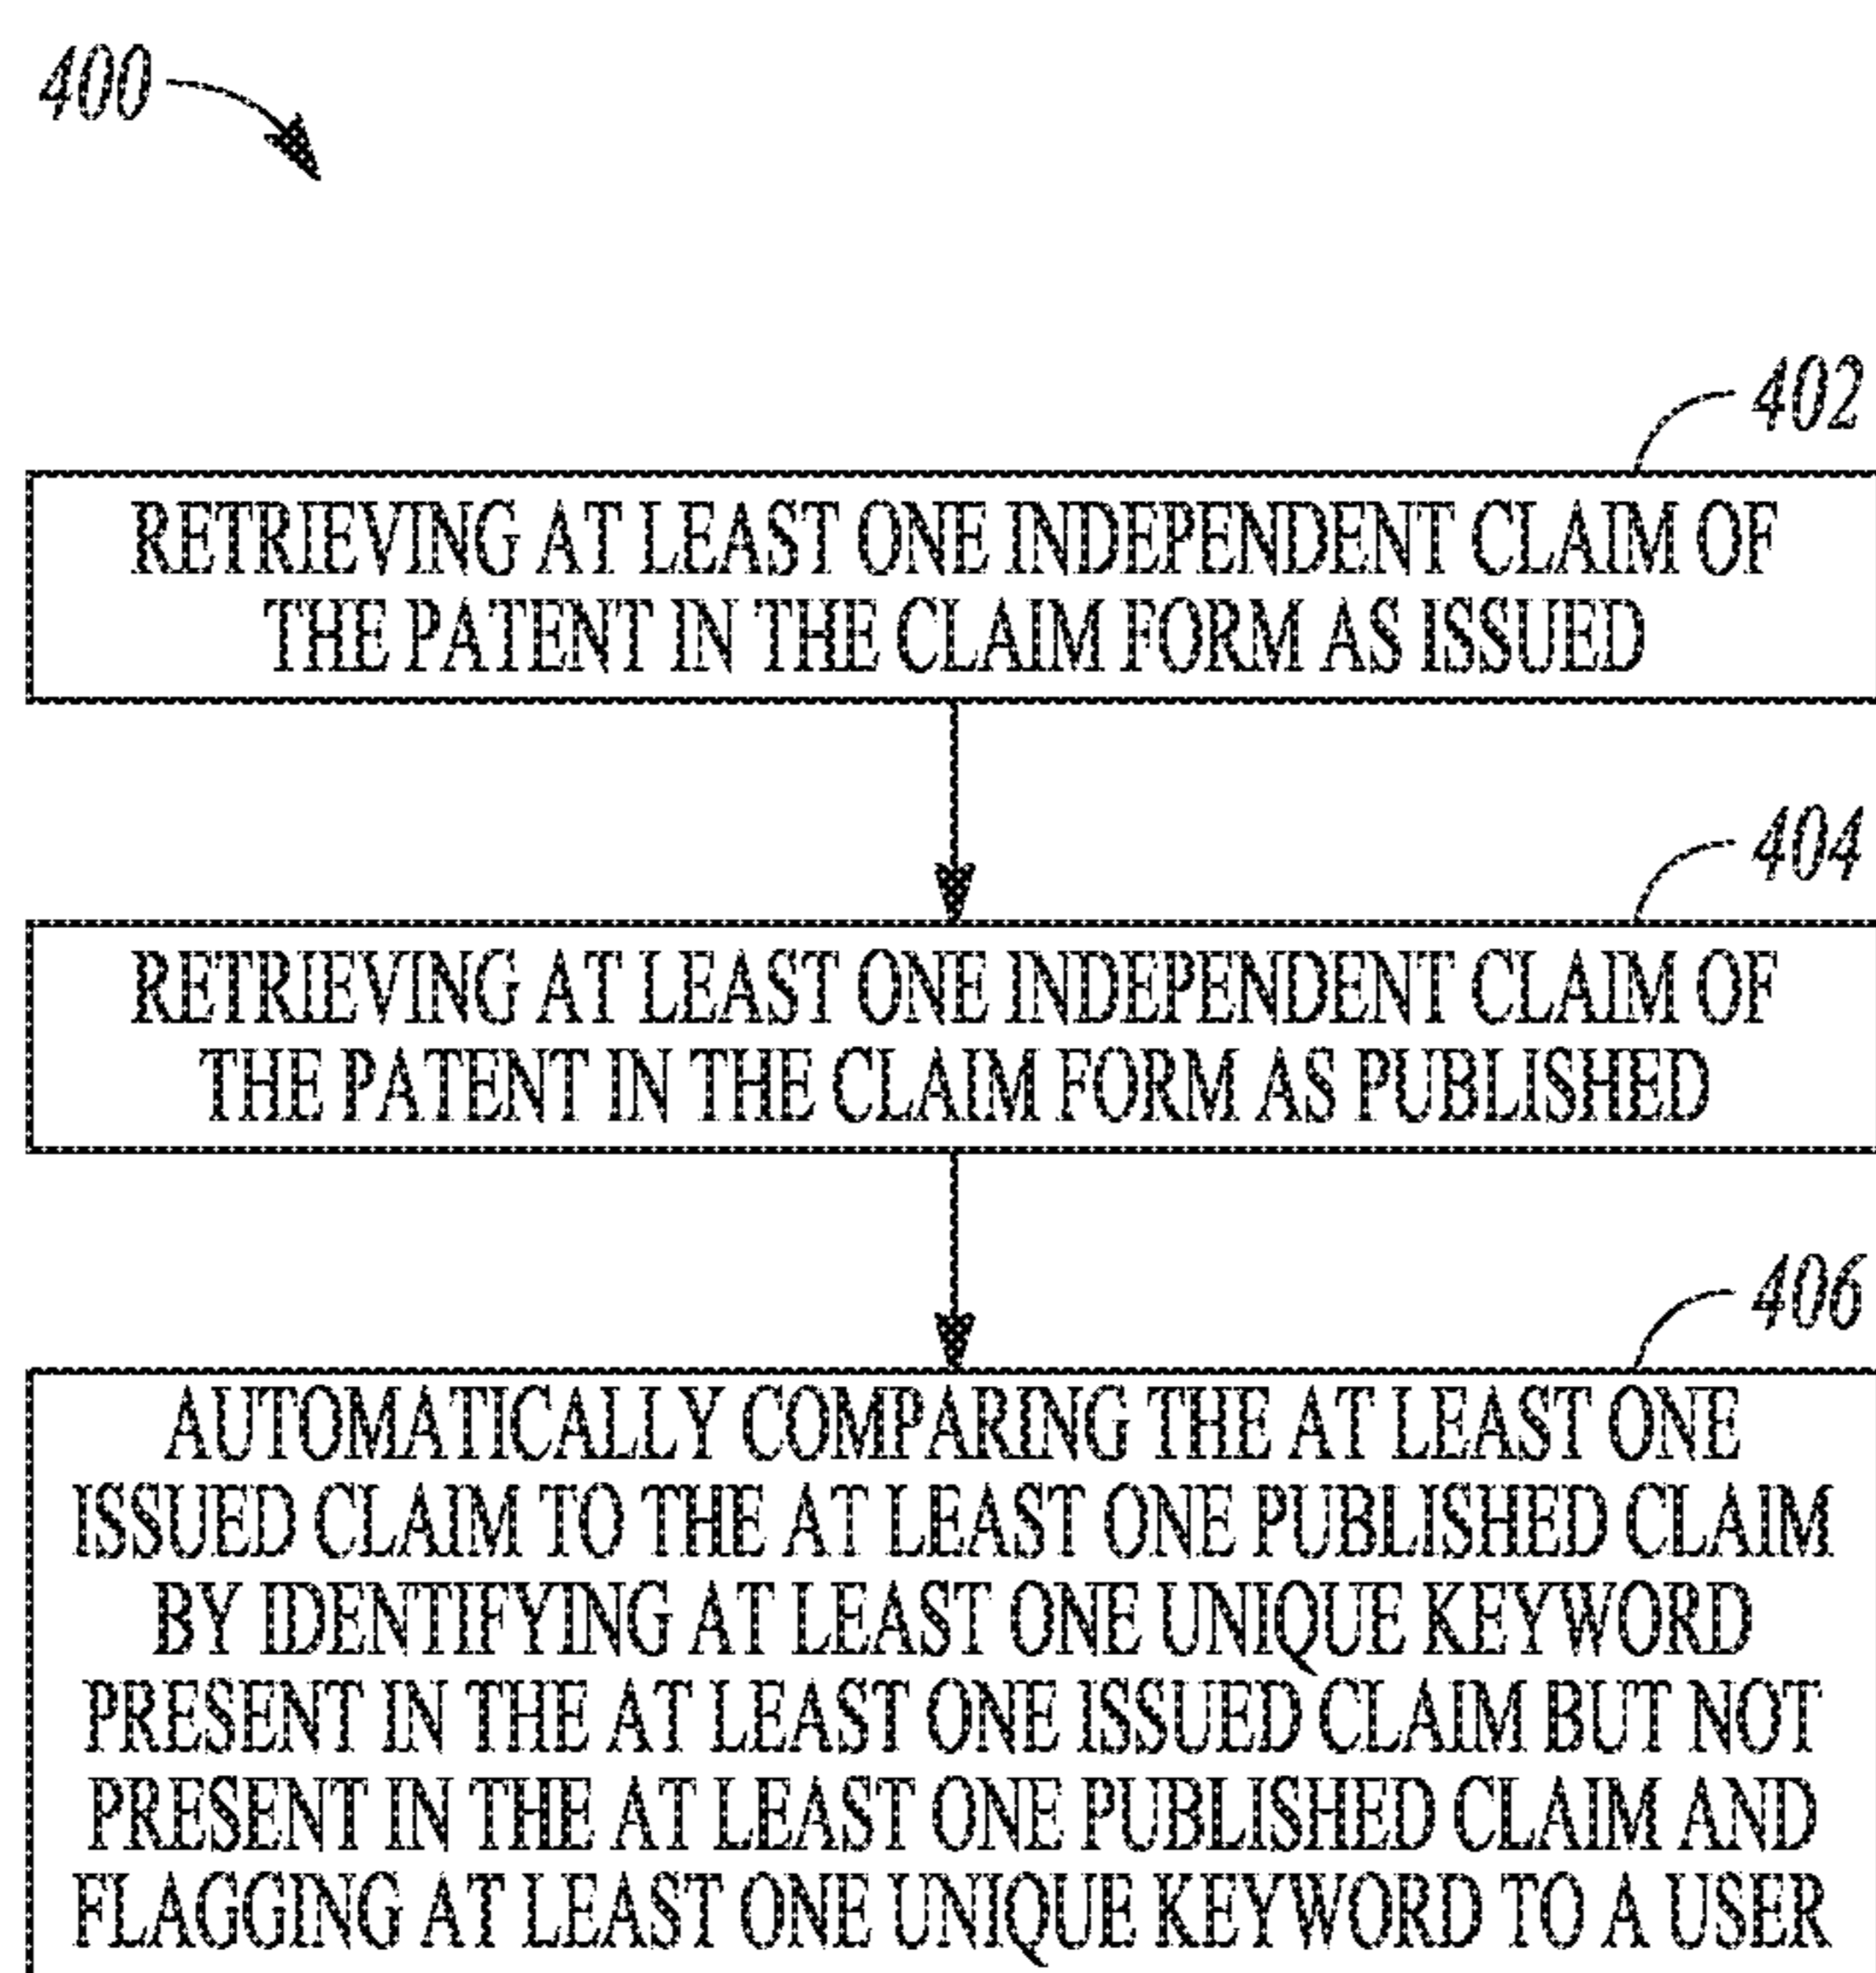 400
402
RETRIEVING AT LEAST ONE INDEPENDENT CLAIM OF
THE PATENT IN THE CLAIM FORM AS ISSUED
404
RETRIEVING AT LEAST ONE INDEPENDENT CLAIM OF
THE PATENT IN THE CLAIM FORM AS PUBLISHED
406
AUTOMATICALLY COMPARING THE AT LEAST ONE
ISSUED CLAIM TO THE AT LEAST ONE PUBLISHED CLAIM
BY IDENTIFYING AT LEAST ONE UNIQUE KEYWORD
PRESENT IN THE AT LEAST ONE ISSUED CLAIM BUT NOT
PRESENT IN THE AT LEAST ONE PUBLISHED CLAIM AND
FLAGGING AT LEAST ONE UNIQUE KEYWORD TO A USER